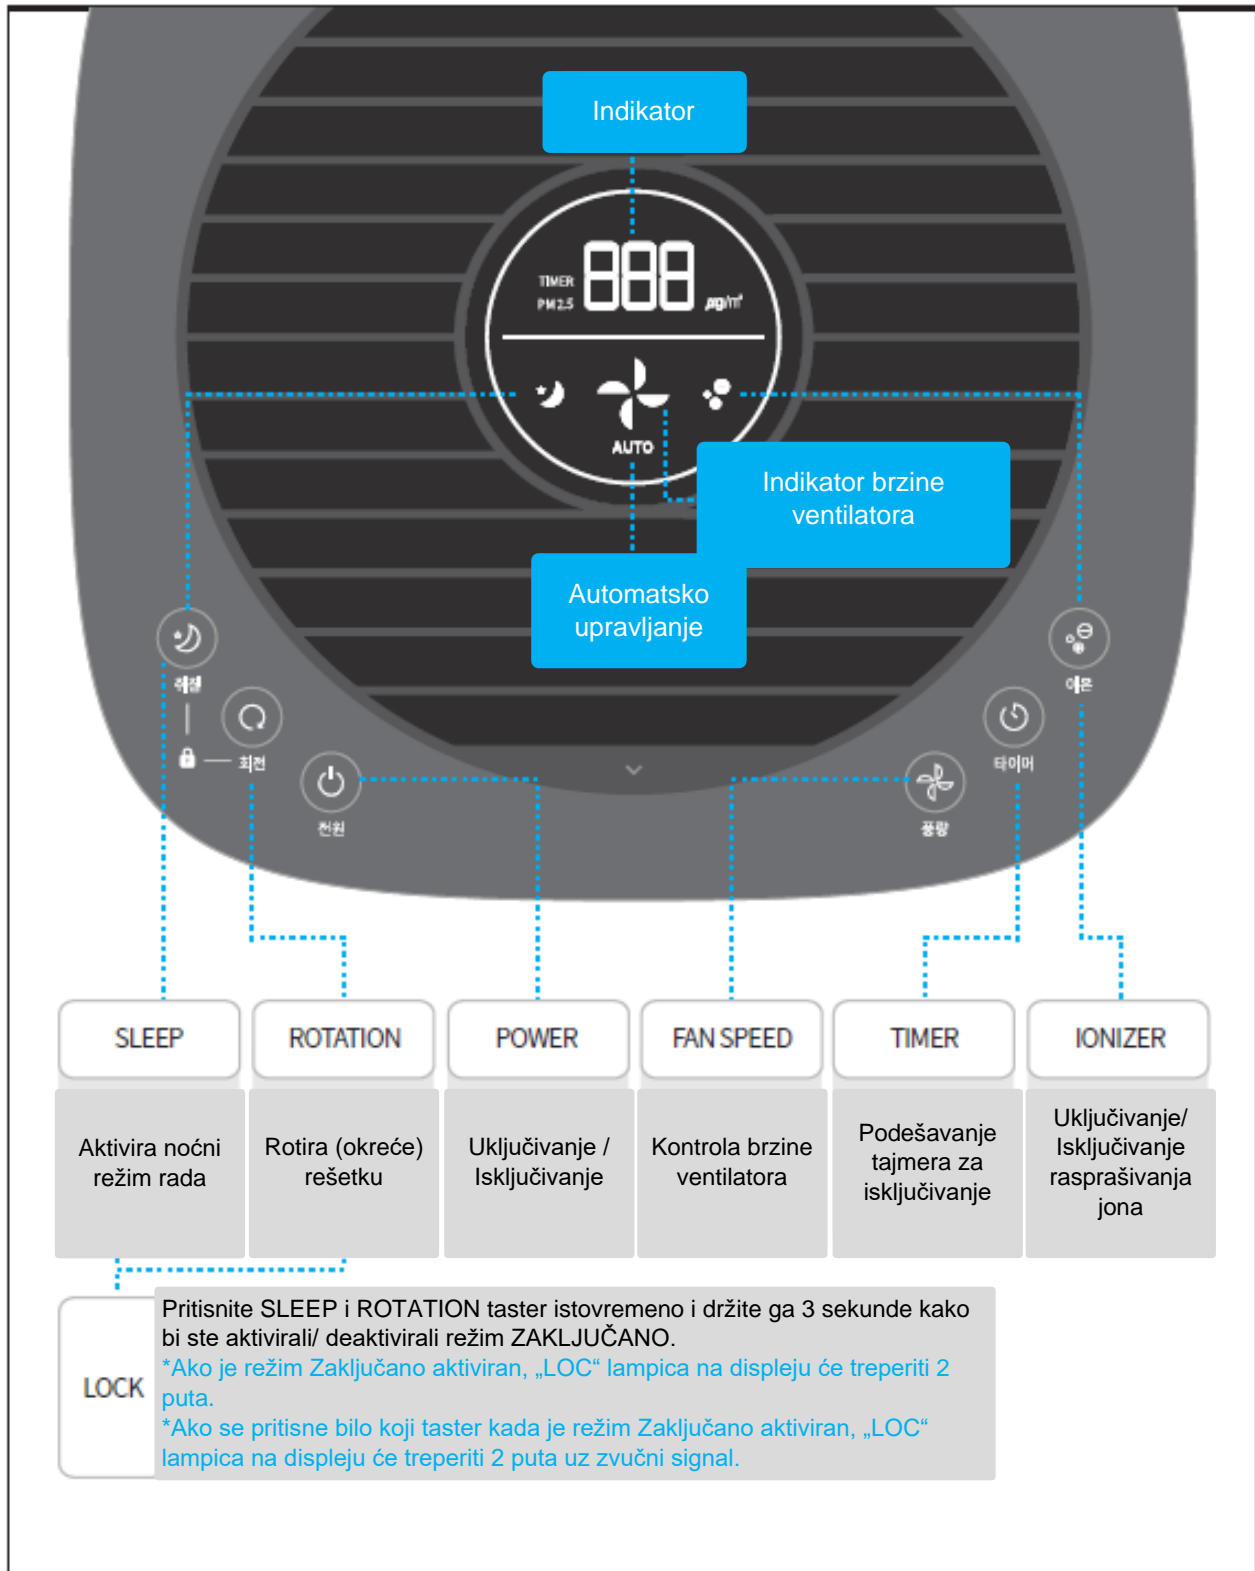 Indikator
TIMER
888
PM2.5
µg/m³
AUTO
Indikator brzine
ventilatora
Automatsko
upravljanje
취침
이온
회전
타이머
전원
풍량
SLEEP
ROTATION
POWER
FAN SPEED
TIMER
IONIZER
Aktivira noćni
režim rada
Rotira (okreće)
rešetku
Uključivanje /
Isključivanje
Kontrola brzine
ventilatora
Podešavanje
tajmera za
isključivanje
Uključivanje/
Isključivanje
rasprašivanja
jona
LOCK
Pritisnite SLEEP i ROTATION taster istovremeno i držite ga 3 sekunde kako
bi ste aktivirali/ deaktivirali režim ZAKLJUČANO.
*Ako je režim Zaključano aktiviran, „LOC“ lampica na displeju će treperiti 2
puta.
*Ako se pritisne bilo koji taster kada je režim Zaključano aktiviran, „LOC“
lampica na displeju će treperiti 2 puta uz zvučni signal.